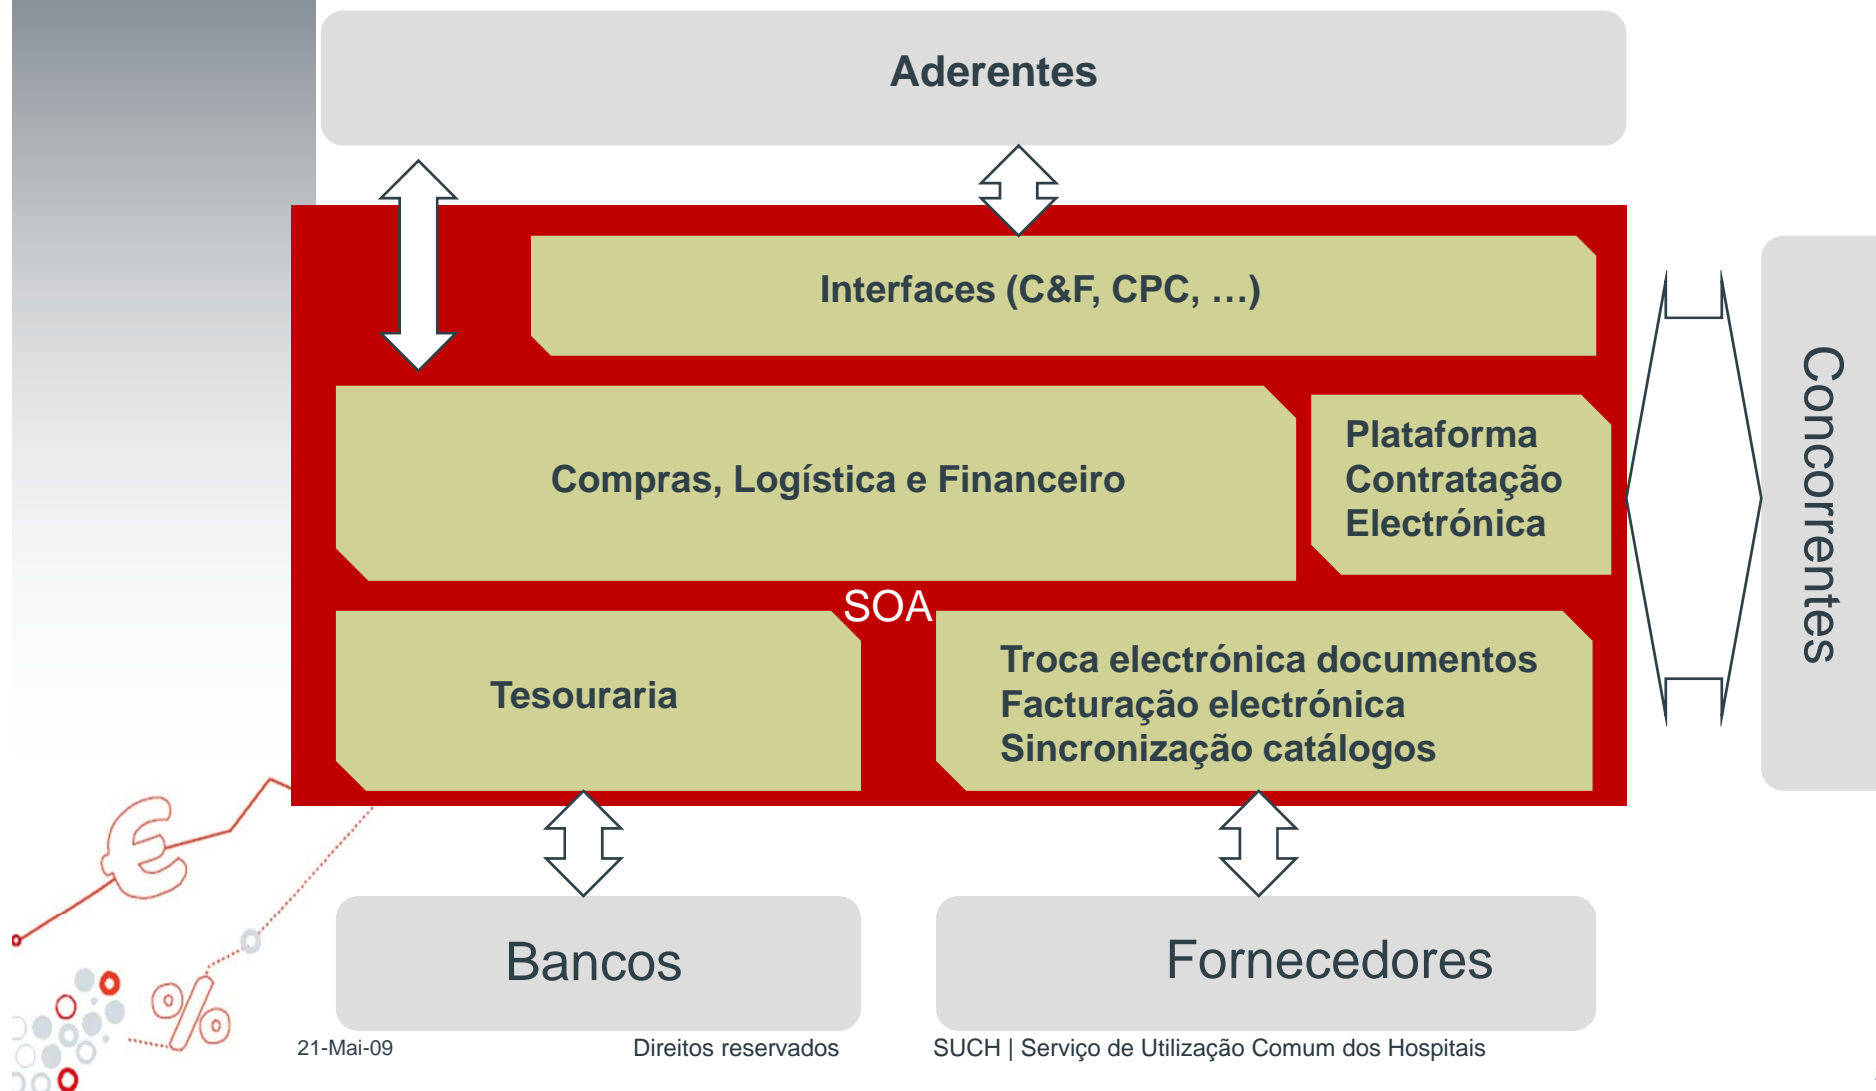 Aderentes
Interfaces (C&F, CPC, …)
Compras, Logística e Financeiro
Plataforma
Contratação
Electrónica
Concorrentes
SOA
Tesouraria
Troca electrónica documentos
Facturação electrónica
Sincronização catálogos
Bancos
Fornecedores
21-Mai-09
Direitos reservados
SUCH | Serviço de Utilização Comum dos Hospitais